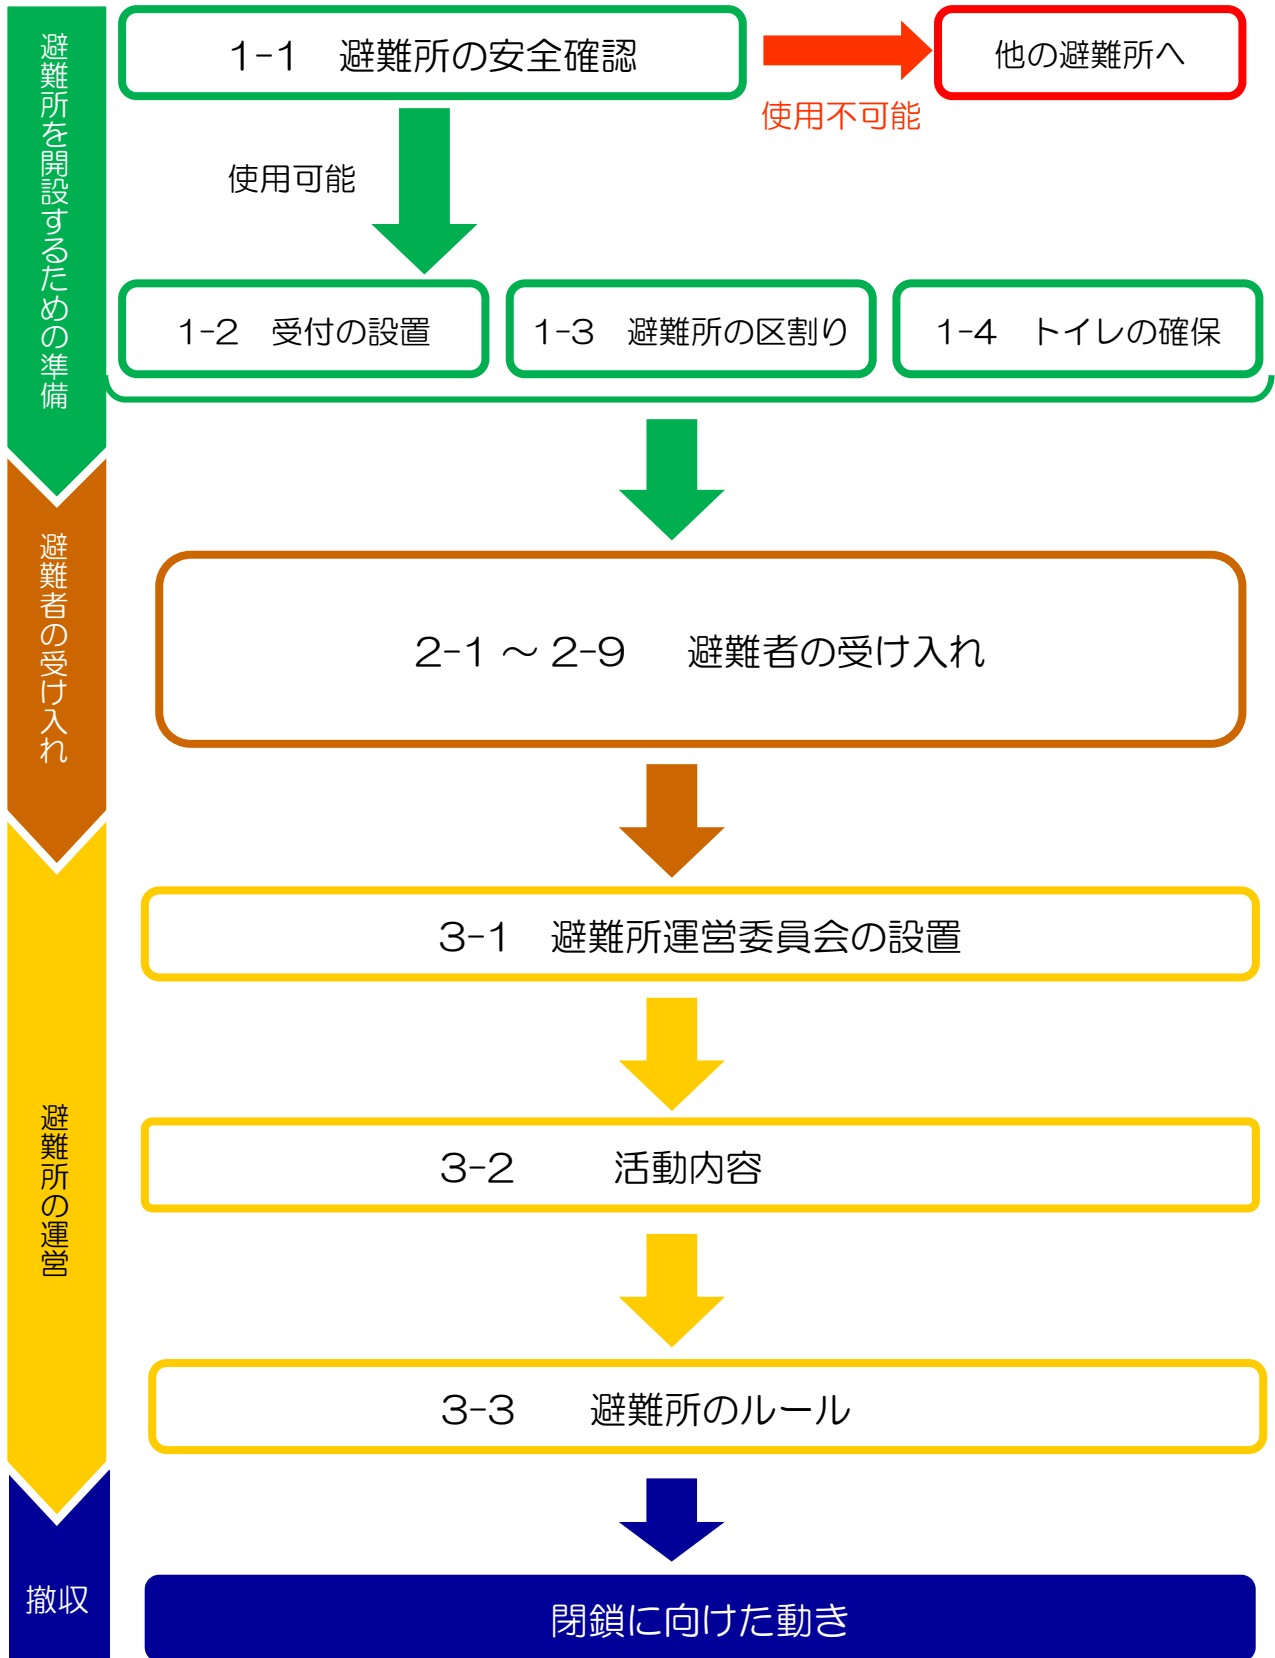 避難所を開設するための準備
1-1 避難所の安全確認
他の避難所へ
使用不可能
使用可能
1-2 受付の設置
1-3 避難所の区割り
1-4 トイレの確保
避難者の受け入れ
2-1 ～ 2-9 避難者の受け入れ
避難所の運営
3-1 避難所運営委員会の設置
3-2 活動内容
3-3 避難所のルール
撤収
閉鎖に向けた動き